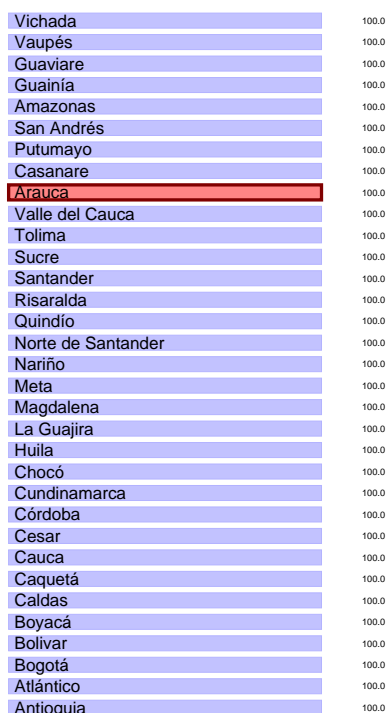 Vichada 100.0
Vaupés 100.0
Guaviare 100.0
Guainía 100.0
Amazonas 100.0
San Andrés 100.0
Putumayo 100.0
Casanare 100.0
Arauca 100.0
Valle del Cauca 100.0
Tolima 100.0
Sucre 100.0
Santander 100.0
Risaralda 100.0
Quindío 100.0
Norte de Santander 100.0
Nariño 100.0
Meta 100.0
Magdalena 100.0
La Guajira 100.0
Huila 100.0
Chocó 100.0
Cundinamarca 100.0
Córdoba 100.0
Cesar 100.0
Cauca 100.0
Caquetá 100.0
Caldas 100.0
Boyacá 100.0
Bolivar 100.0
Bogotá 100.0
Atlántico 100.0
Antioquia 100.0